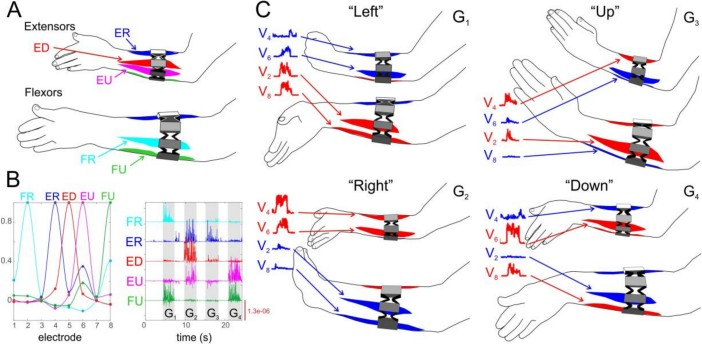 A
Extensors
ER
ED
EU
Flexors
FR
FU
B
FR ER ED EU FU
0.8
0.4
0
1 2 3 4 5 6 7 8
electrode
FR
ER
ED
EU
FU
G1 G2 G3 G4
1.3e-06
0 10 20
time (s)
C
"Left"
G1
V4
V6
V2
V8
"Up"
G3
V4
V6
V2
V8
"Right"
G2
V4
V6
V2
V8
"Down"
G4
V4
V6
V2
V8